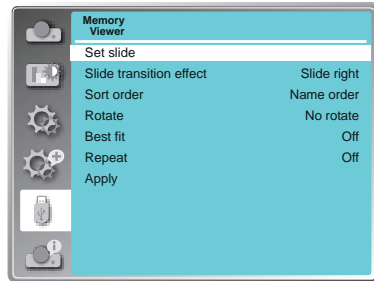 Memory
Viewer
Set slide
Slide transition effect Slide right
Sort order Name order
Rotate No rotate
Best fit Off
Repeat Off
Apply